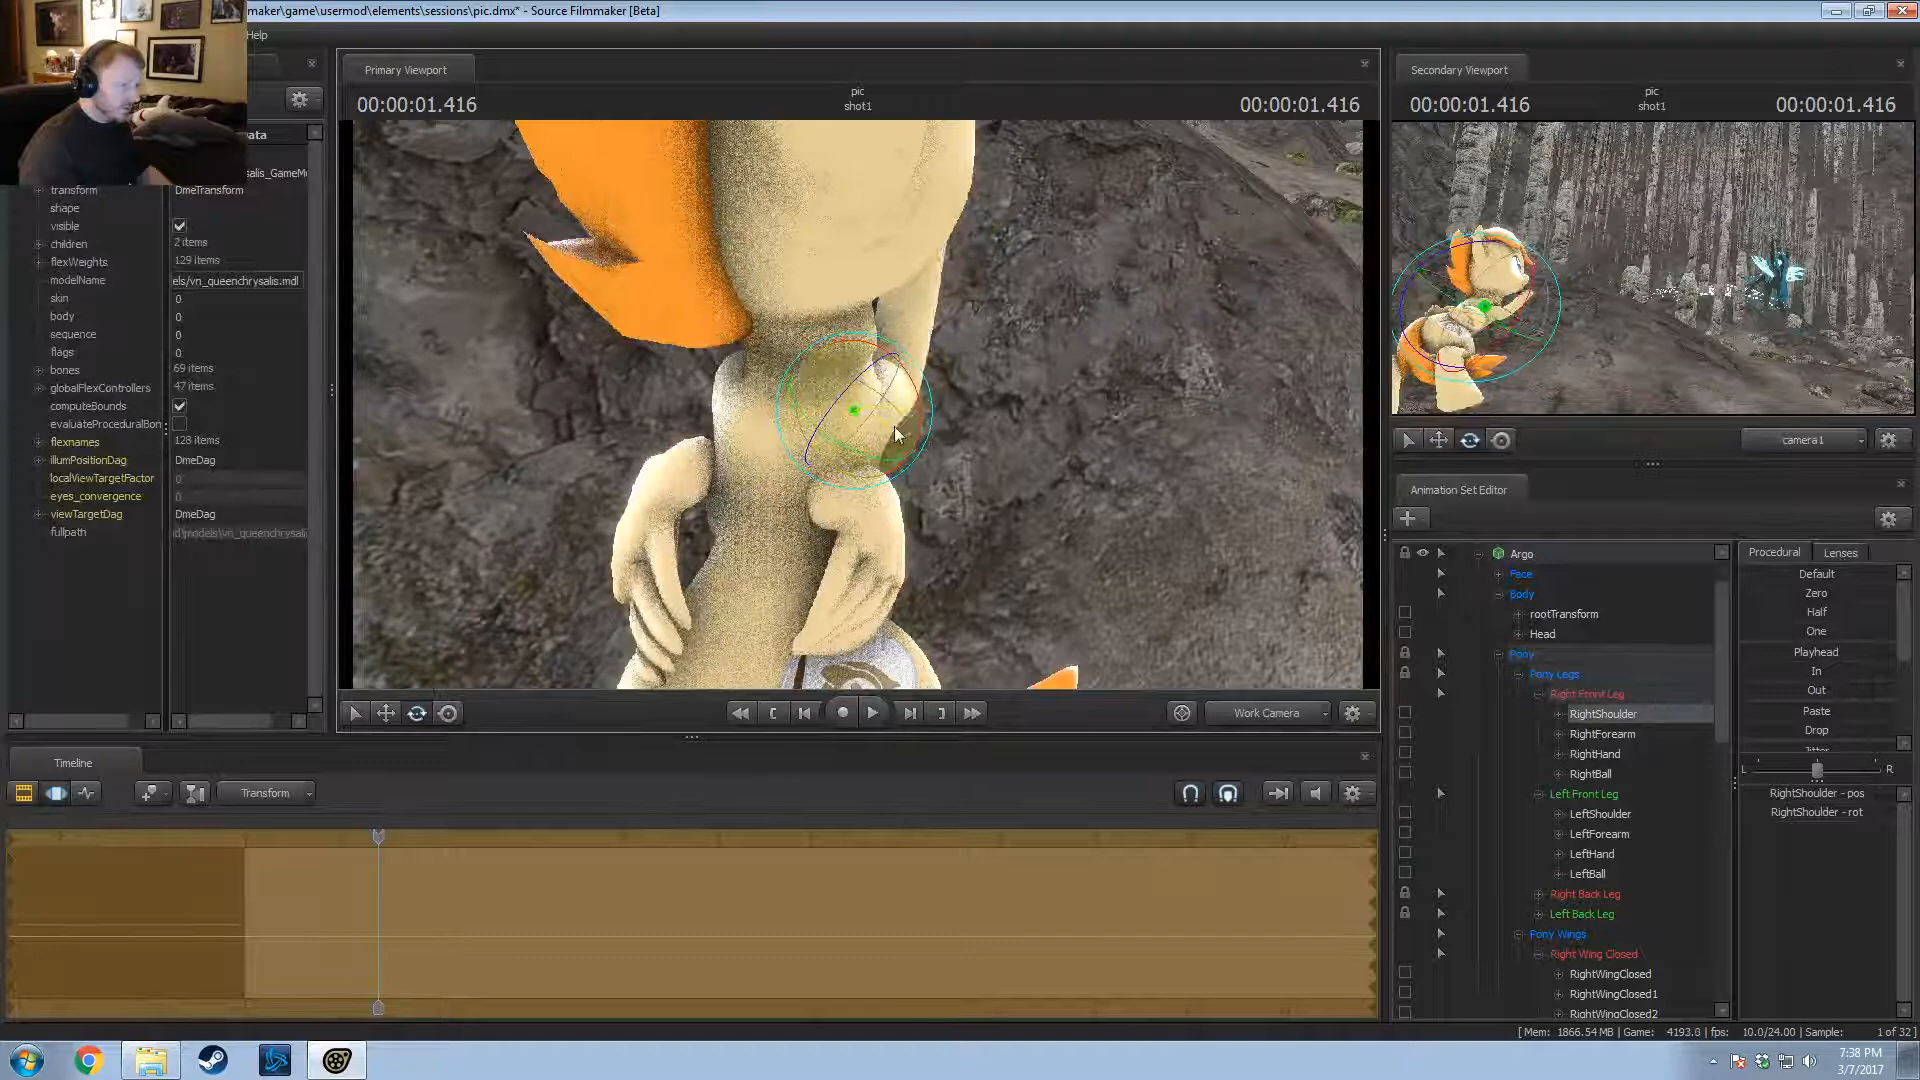 maker\game\usermod\elements\sessions\pic.dmx* - Source Filmmaker [Beta]
Help
Primary Viewport
Secondary Viewport
00:00:01.416
pic
shot1
00:00:01.416
00:00:01.416
pic
shot1
00:00:01.416
ata
transform
DmeTransform
shape
visible
children
2 items
flexWeights
129 items
modelName
els/vn_queenchrysalis.mdl
skin
0
body
0
sequence
0
flags
0
bones
69 items
globalFlexControllers
47 items
computeBounds
evaluateProceduralBon
flexnames
128 items
illumPositionDag
DmeDag
localViewTargetFactor
0
eyes_convergence
0
viewTargetDag
DmeDag
fullpath
d\models\vn_queenchrysalis
camera1
Animation Set Editor
Argo
Face
Body
rootTransform
Head
Pony
Pony Legs
Right Front Leg
RightShoulder
RightForearm
RightHand
RightBall
Left Front Leg
LeftShoulder
LeftForearm
LeftHand
LeftBall
Right Back Leg
Left Back Leg
Pony Wings
Right Wing Closed
RightWingClosed
RightWingClosed1
RightWingClosed2
Procedural
Lenses
Default
Zero
Half
One
Playhead
In
Out
Paste
Drop
Jitter
L
R
RightShoulder - pos
RightShoulder - rot
Work Camera
Timeline
Transform
[ Mem: 1866.54 MB | Game: 4193.0 | fps: 10.0/24.00 | Sample: 1 of 32 ]
7:38 PM
3/7/2017